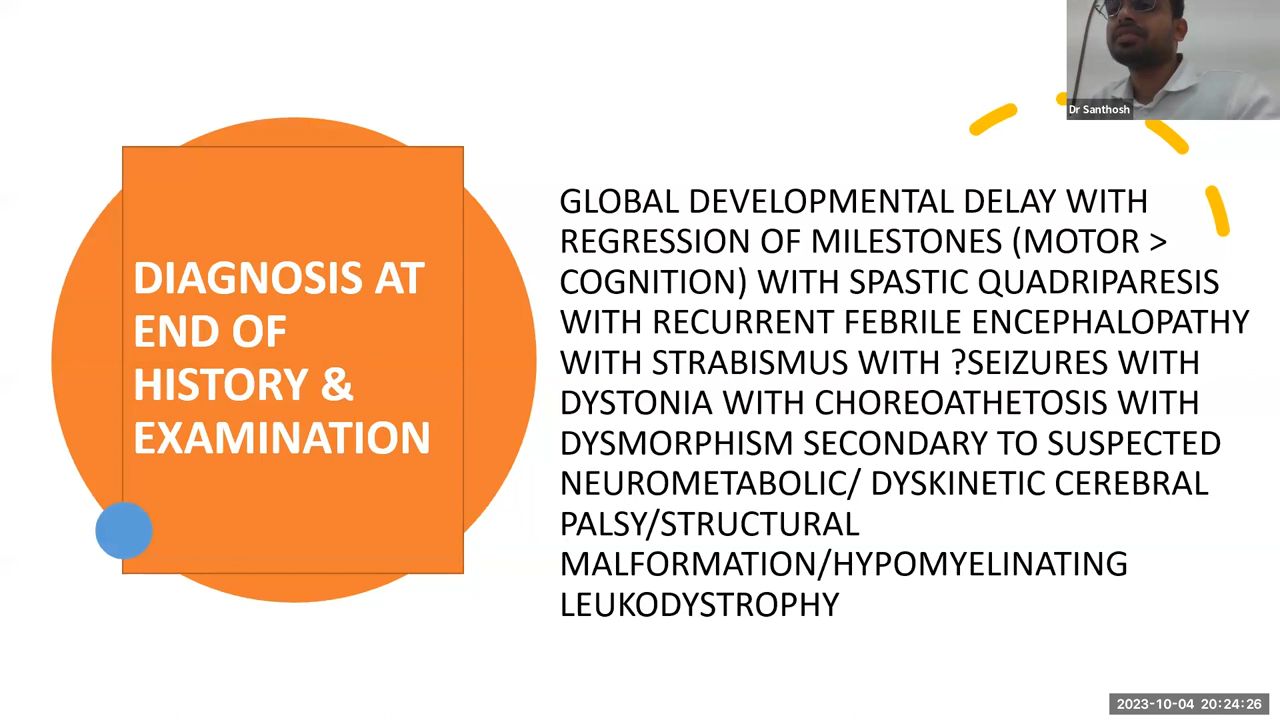 Dr Santhosh
DIAGNOSIS AT
END OF
HISTORY &
EXAMINATION
GLOBAL DEVELOPMENTAL DELAY WITH
REGRESSION OF MILESTONES (MOTOR >
COGNITION) WITH SPASTIC QUADRIPARESIS
WITH RECURRENT FEBRILE ENCEPHALOPATHY
WITH STRABISMUS WITH ?SEIZURES WITH
DYSTONIA WITH CHOREOATHETOSIS WITH
DYSMORPHISM SECONDARY TO SUSPECTED
NEUROMETABOLIC/ DYSKINETIC CEREBRAL
PALSY/STRUCTURAL
MALFORMATION/HYPOMYELINATING
LEUKODYSTROPHY
2023-10-04 20:24:26